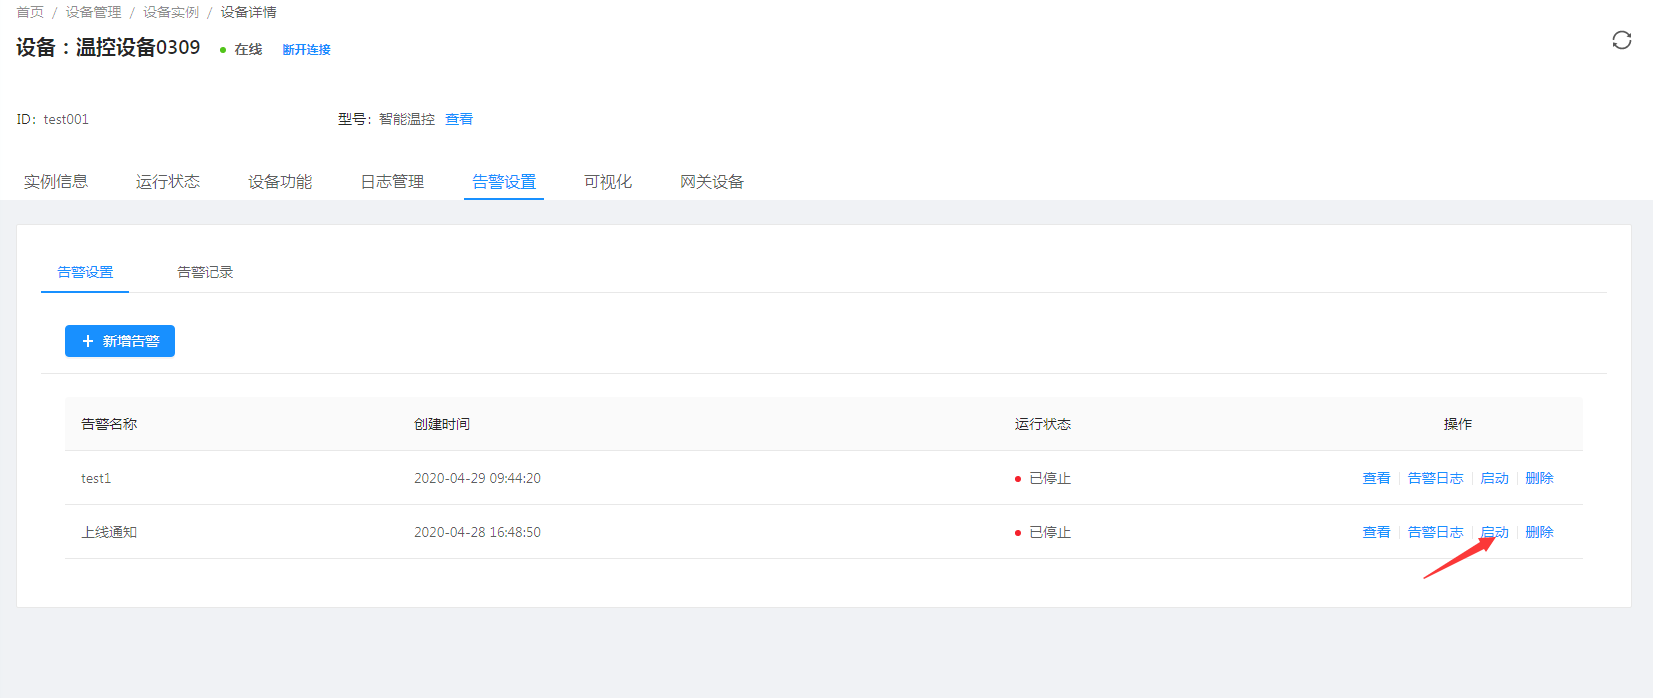 首页 / 设备管理 / 设备实例 / 设备详情
设备：温控设备0309 在线 断开连接
ID: test001 型号: 智能温控 查看
实例信息 运行状态 设备功能 日志管理 告警设置 可视化 网关设备
告警设置 告警记录
+ 新增告警
告警名称 创建时间 运行状态 操作
test1 2020-04-29 09:44:20 已停止 查看 告警日志 启动 删除
上线通知 2020-04-28 16:48:50 已停止 查看 告警日志 启动 删除